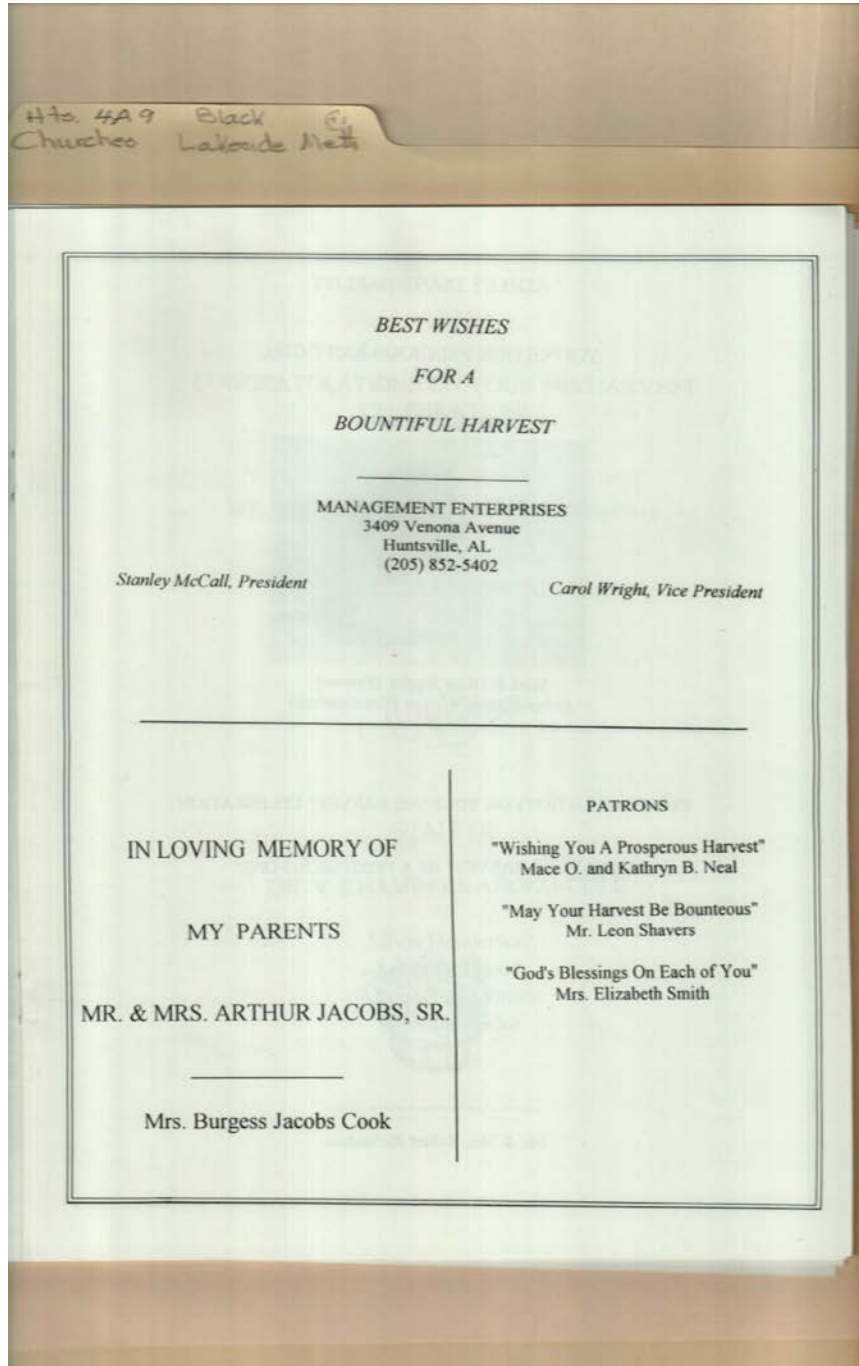 Hts. 4A9 Black
Churches Lakeside Meth
BEST WISHES
FOR A
BOUNTIFUL HARVEST
MANAGEMENT ENTERPRISES
3409 Venona Avenue
Huntsville, AL
(205) 852-5402
Stanley McCall, President
Carol Wright, Vice President
IN LOVING MEMORY OF
MY PARENTS
MR. & MRS. ARTHUR JACOBS, SR.
Mrs. Burgess Jacobs Cook
PATRONS
"Wishing You A Prosperous Harvest"
Mace O. and Kathryn B. Neal
"May Your Harvest Be Bounteous"
Mr. Leon Shavers
"God's Blessings On Each of You"
Mrs. Elizabeth Smith